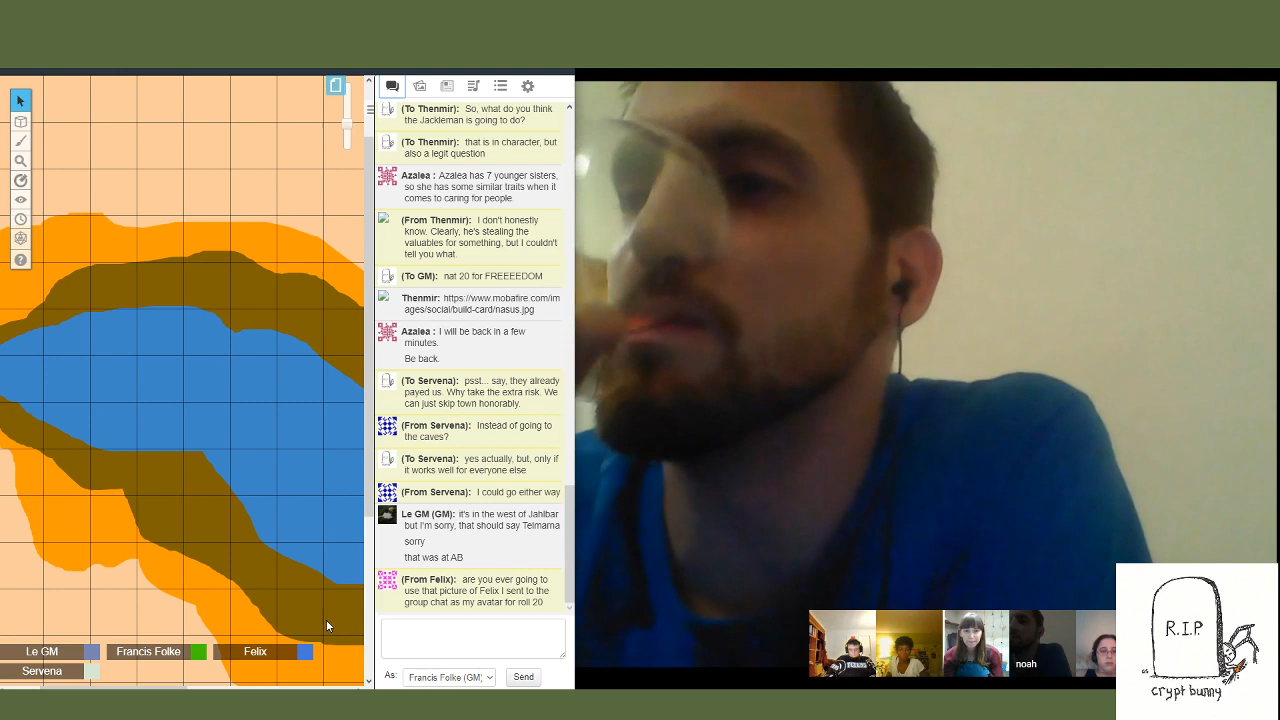 (To Thenmir): So, what do you think
the Jackleman is going to do?
(To Thenmir): that is in character, but
also a legit question
Azalea : Azalea has 7 younger sisters,
so she has some similar traits when it
comes to caring for people.
(From Thenmir): I don't honestly
know. Clearly, he's stealing the
valuables for something, but I couldn't
tell you what.
(To GM): nat 20 for FREEEEDOM
Thenmir: https://www.mobafire.com/im
ages/social/build-card/nasus.jpg
Azalea : I will be back in a few
minutes.
Be back.
(To Servena): psst... say, they already
payed us. Why take the extra risk. We
can just skip town honorably.
(From Servena): Instead of going to
the caves?
(To Servena): yes actually, but, only if
it works well for everyone else
(From Servena): I could go either way
Le GM (GM): it's in the west of Jahlbar
but I'm sorry, that should say Telmarna
sorry
that was at AB
(From Felix): are you ever going to
use that picture of Felix I sent to the
group chat as my avatar for roll 20
As: Francis Folke (GM) Send
Le GM Francis Folke Felix
Servena
noah
R.I.P
crypt bunny